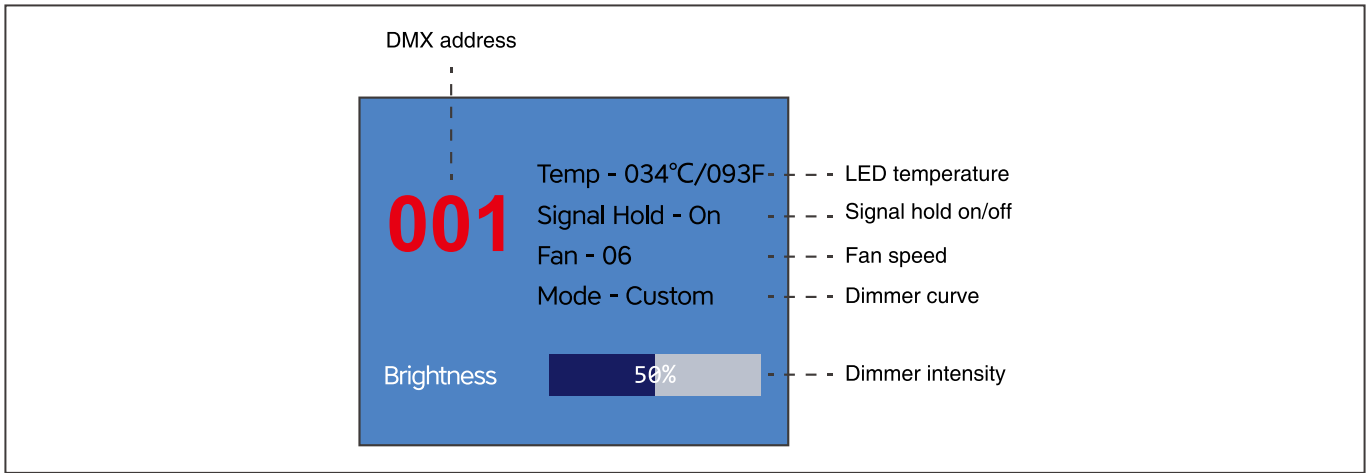 DMX address
Temp - 034℃/093F
LED temperature
001
Signal Hold - On
Signal hold on/off
Fan - 06
Fan speed
Mode - Custom
Dimmer curve
Brightness
50%
Dimmer intensity